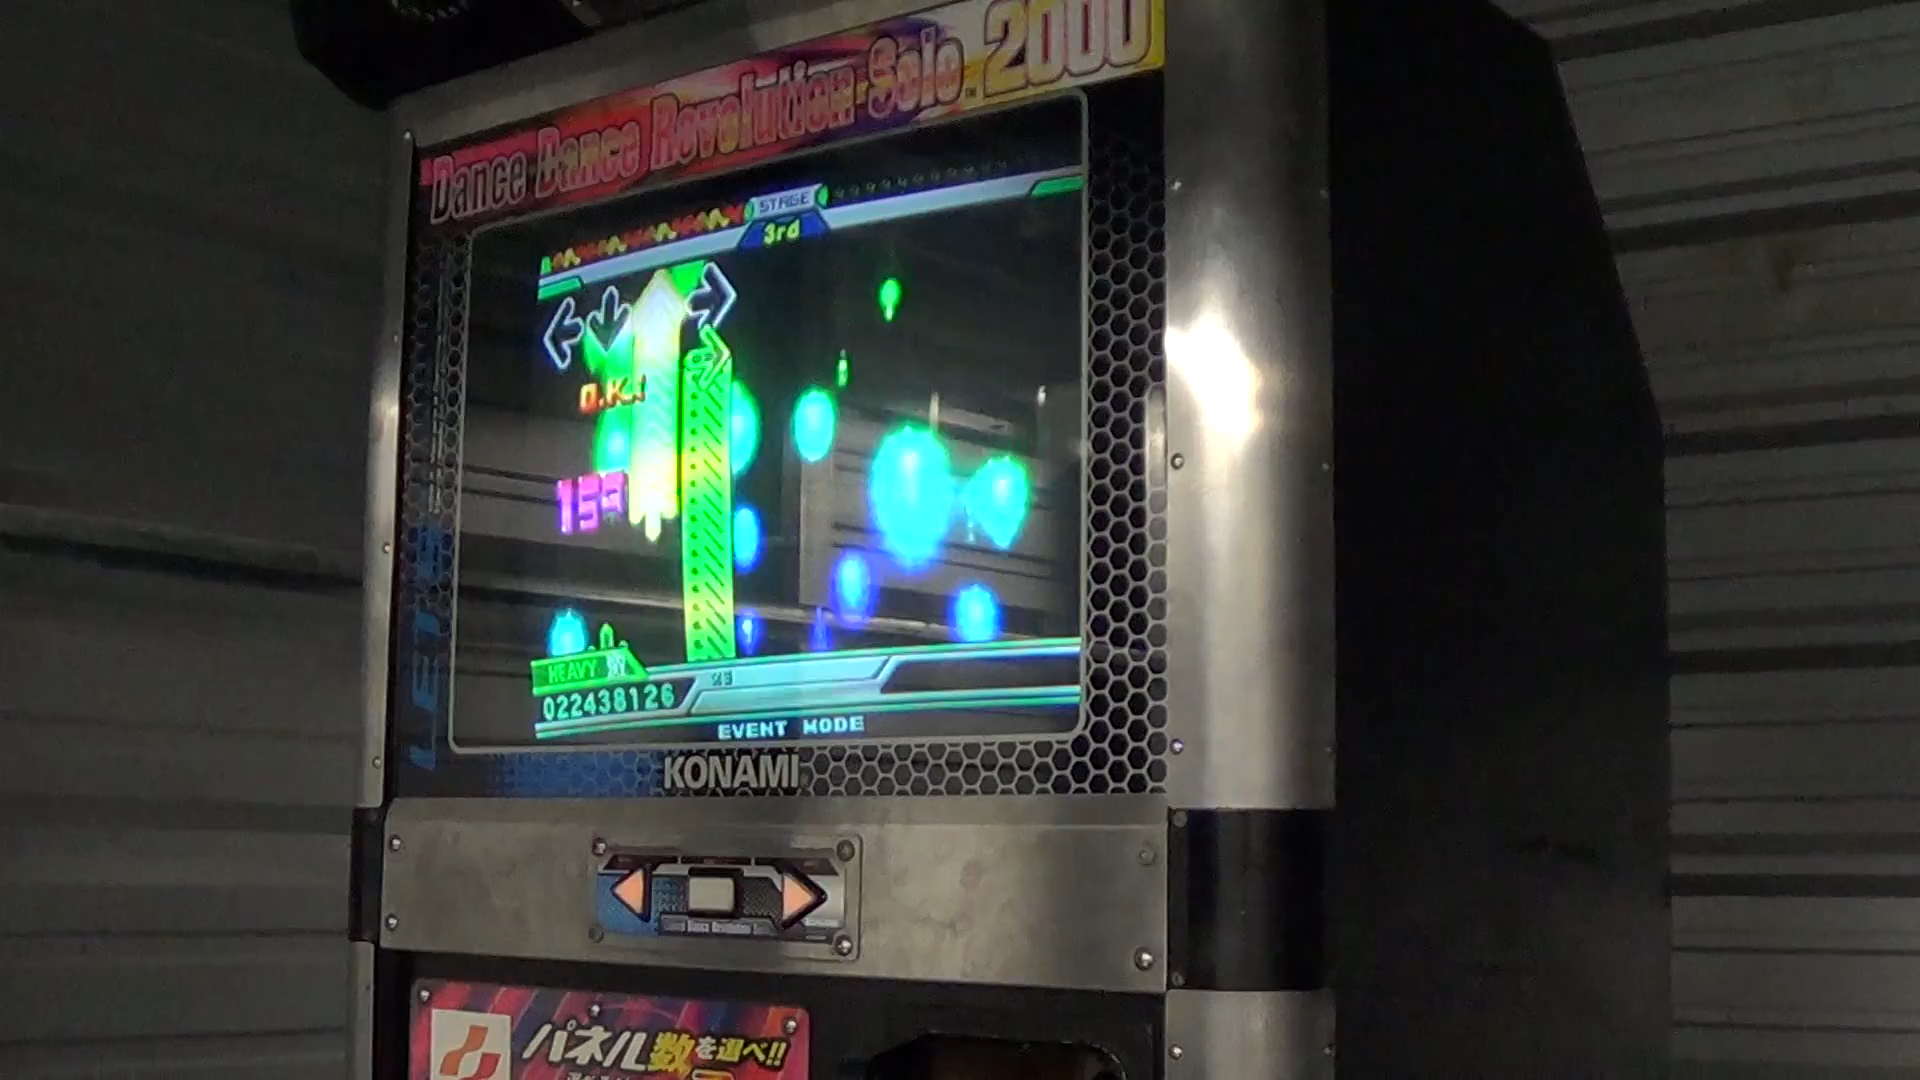 Dance Dance Revolution Solo 2000
STAGE
3rd
O.K.!
159
HEAVY
022438126
EVENT MODE
KONAMI
パネル数を選べ!!